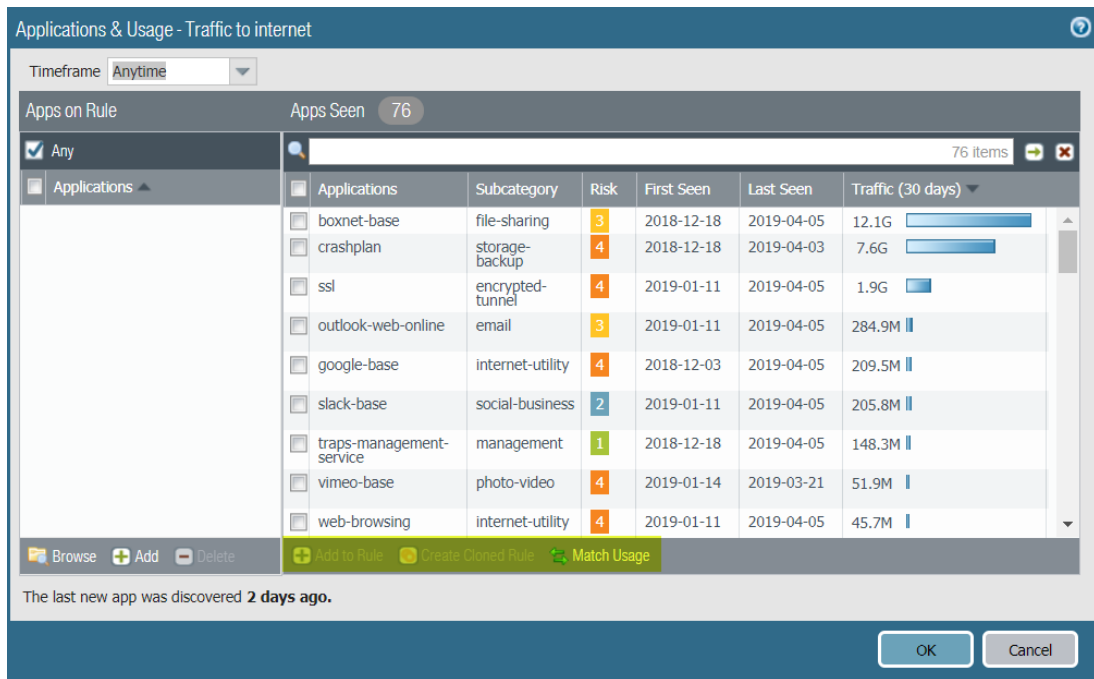 Applications & Usage - Traffic to internet
Timeframe Anytime
Apps on Rule
Apps Seen 76
Any
76 items
Applications
Applications Subcategory Risk First Seen Last Seen Traffic (30 days)
boxnet-base file-sharing 3 2018-12-18 2019-04-05 12.1G
crashplan storage-backup 4 2018-12-18 2019-04-03 7.6G
ssl encrypted-tunnel 4 2019-01-11 2019-04-05 1.9G
outlook-web-online email 3 2019-01-11 2019-04-05 284.9M
google-base internet-utility 4 2018-12-03 2019-04-05 209.5M
slack-base social-business 2 2019-01-11 2019-04-05 205.8M
traps-management-service management 1 2018-12-18 2019-04-05 148.3M
vimeo-base photo-video 4 2019-01-14 2019-03-21 51.9M
web-browsing internet-utility 4 2019-01-11 2019-04-05 45.7M
Browse Add Delete
Add to Rule Create Cloned Rule Match Usage
The last new app was discovered 2 days ago.
OK Cancel